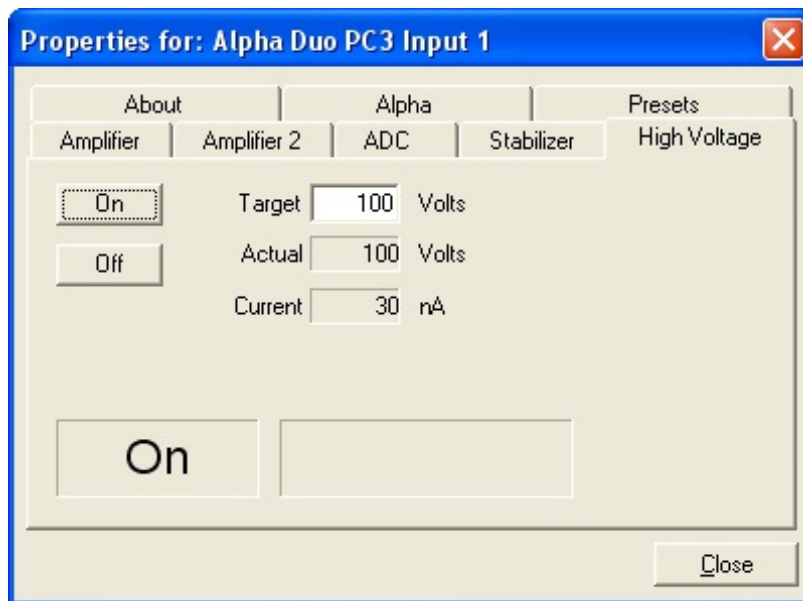 Properties for: Alpha Duo PC3 Input 1
About Alpha Presets
Amplifier Amplifier 2 ADC Stabilizer High Voltage
On Target 100 Volts
Off Actual 100 Volts
Current 30 nA
On
Close